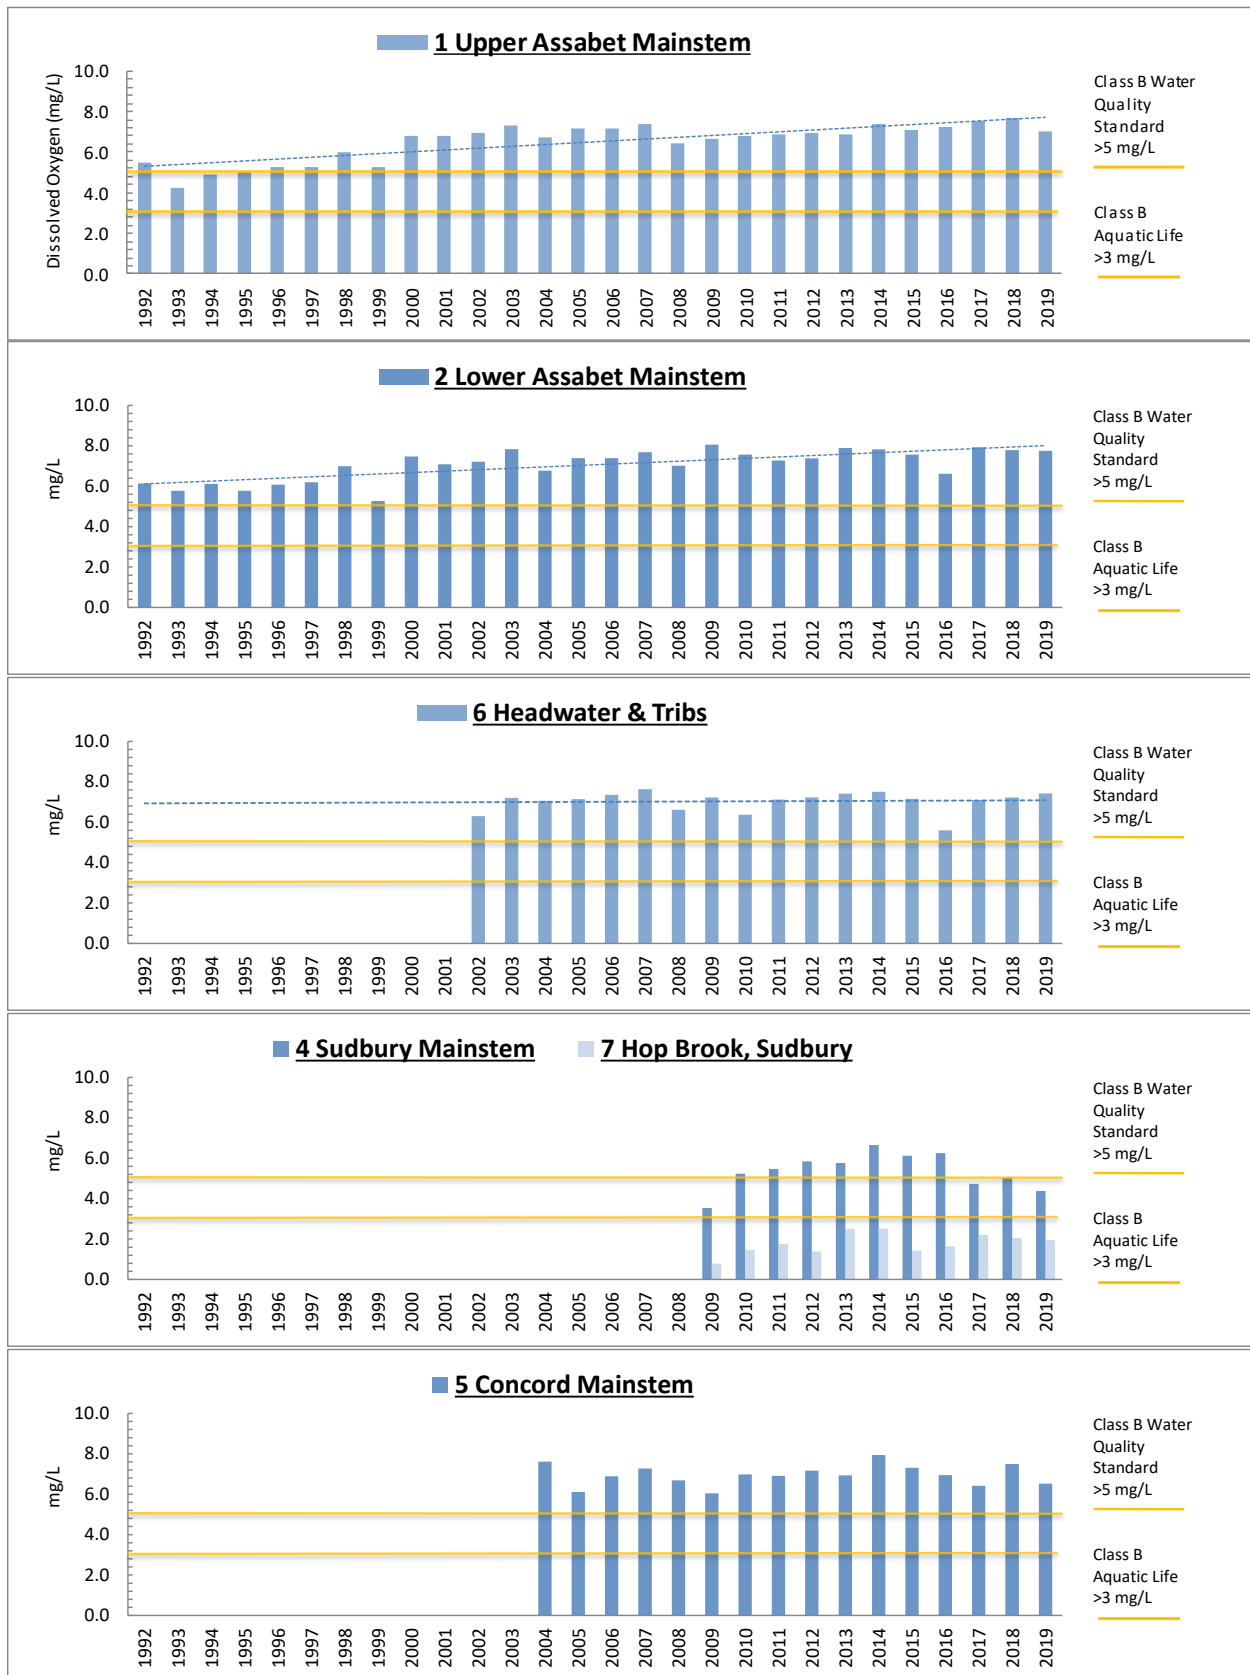 1 Upper Assabet Mainstem
Dissolved Oxygen (mg/L)
10.0
8.0
6.0
4.0
2.0
0.0
1992 1993 1994 1995 1996 1997 1998 1999 2000 2001 2002 2003 2004 2005 2006 2007 2008 2009 2010 2011 2012 2013 2014 2015 2016 2017 2018 2019
Class B Water
Quality
Standard
>5 mg/L
Class B
Aquatic Life
>3 mg/L
2 Lower Assabet Mainstem
mg/L
10.0
8.0
6.0
4.0
2.0
0.0
1992 1993 1994 1995 1996 1997 1998 1999 2000 2001 2002 2003 2004 2005 2006 2007 2008 2009 2010 2011 2012 2013 2014 2015 2016 2017 2018 2019
Class B Water
Quality
Standard
>5 mg/L
Class B
Aquatic Life
>3 mg/L
6 Headwater & Tribs
mg/L
10.0
8.0
6.0
4.0
2.0
0.0
1992 1993 1994 1995 1996 1997 1998 1999 2000 2001 2002 2003 2004 2005 2006 2007 2008 2009 2010 2011 2012 2013 2014 2015 2016 2017 2018 2019
Class B Water
Quality
Standard
>5 mg/L
Class B
Aquatic Life
>3 mg/L
4 Sudbury Mainstem 7 Hop Brook, Sudbury
mg/L
10.0
8.0
6.0
4.0
2.0
0.0
1992 1993 1994 1995 1996 1997 1998 1999 2000 2001 2002 2003 2004 2005 2006 2007 2008 2009 2010 2011 2012 2013 2014 2015 2016 2017 2018 2019
Class B Water
Quality
Standard
>5 mg/L
Class B
Aquatic Life
>3 mg/L
5 Concord Mainstem
mg/L
10.0
8.0
6.0
4.0
2.0
0.0
1992 1993 1994 1995 1996 1997 1998 1999 2000 2001 2002 2003 2004 2005 2006 2007 2008 2009 2010 2011 2012 2013 2014 2015 2016 2017 2018 2019
Class B Water
Quality
Standard
>5 mg/L
Class B
Aquatic Life
>3 mg/L